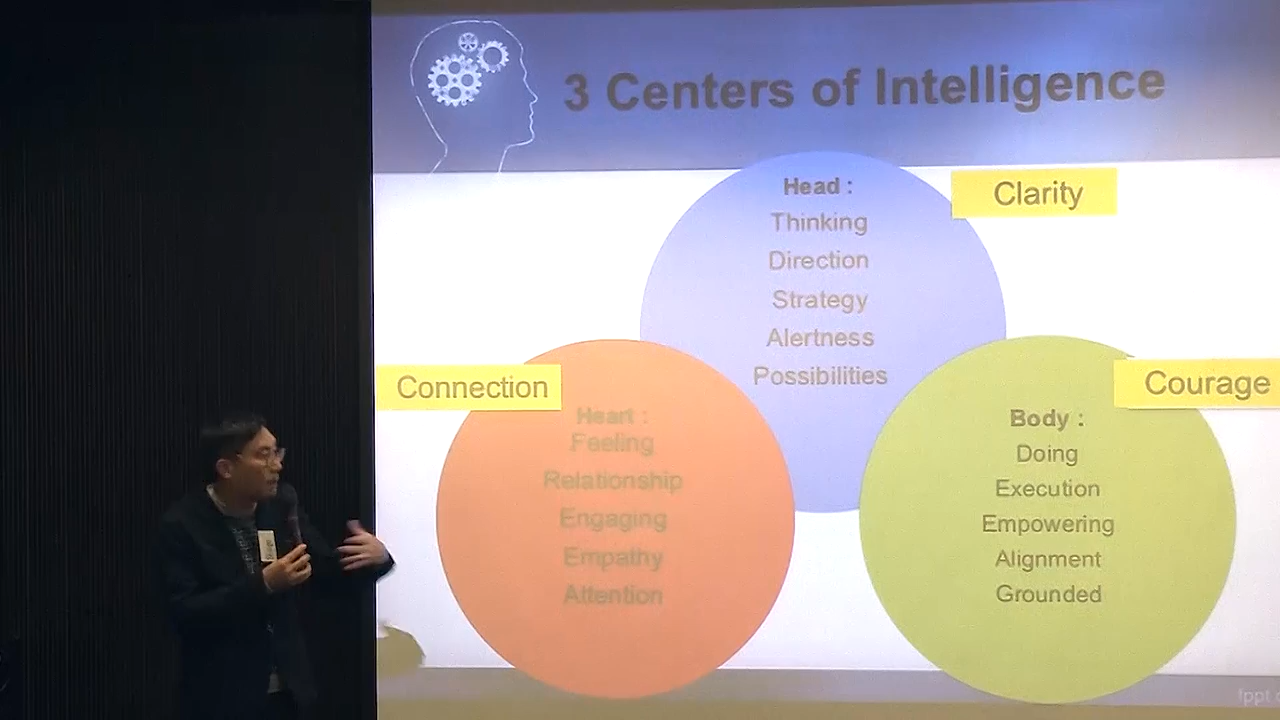 3 Centers of Intelligence
Head :
Thinking
Direction
Strategy
Alertness
Possibilities
Clarity
Connection
Heart :
Feeling
Relationship
Engaging
Empathy
Attention
Courage
Body :
Doing
Execution
Empowering
Alignment
Grounded
fppt